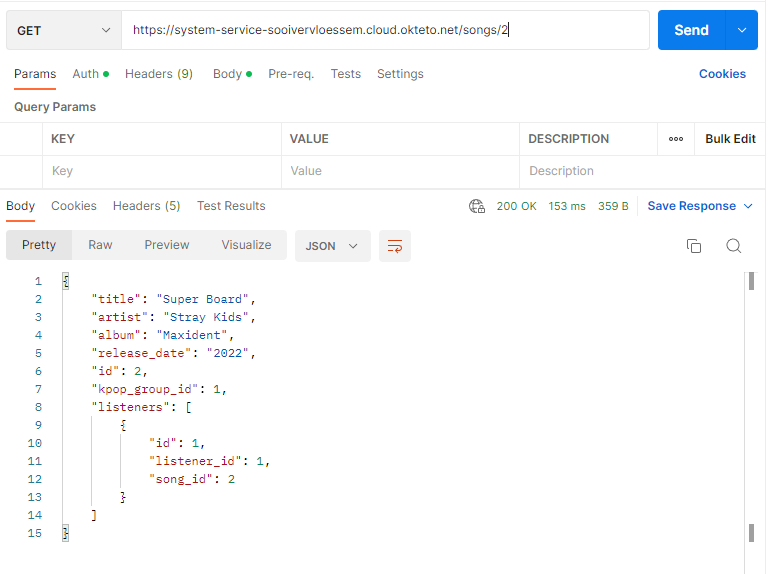 GET https://system-service-sooivervloessem.cloud.okteto.net/songs/2 Send
Params Auth Headers (9) Body Pre-req. Tests Settings Cookies
Query Params
KEY VALUE DESCRIPTION Bulk Edit
Key Value Description
Body Cookies Headers (5) Test Results 200 OK 153 ms 359 B Save Response
Pretty Raw Preview Visualize JSON
1 {
2 "title": "Super Board",
3 "artist": "Stray Kids",
4 "album": "Maxident",
5 "release_date": "2022",
6 "id": 2,
7 "kpop_group_id": 1,
8 "listeners": [
9 {
10 "id": 1,
11 "listener_id": 1,
12 "song_id": 2
13 }
14 ]
15 }